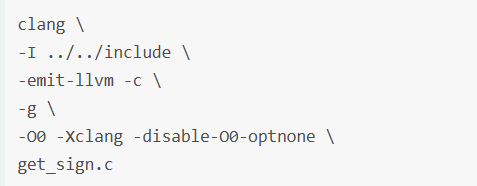 clang \
-I ../../include \
-emit-llvm -c \
-g \
-O0 -Xclang -disable-O0-optnone \
get_sign.c